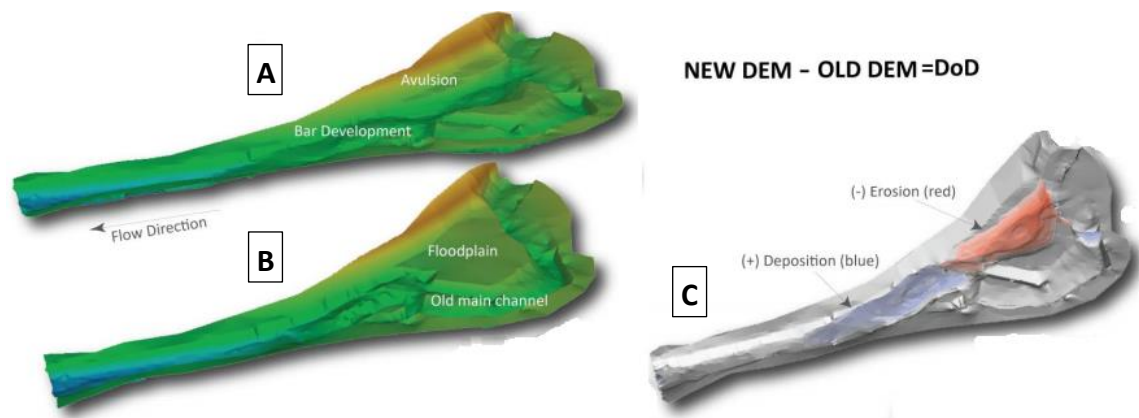 A
Avulsion
Bar Development
Flow Direction
B
Floodplain
Old main channel
NEW DEM – OLD DEM =DoD
(-) Erosion (red)
(+) Deposition (blue)
C